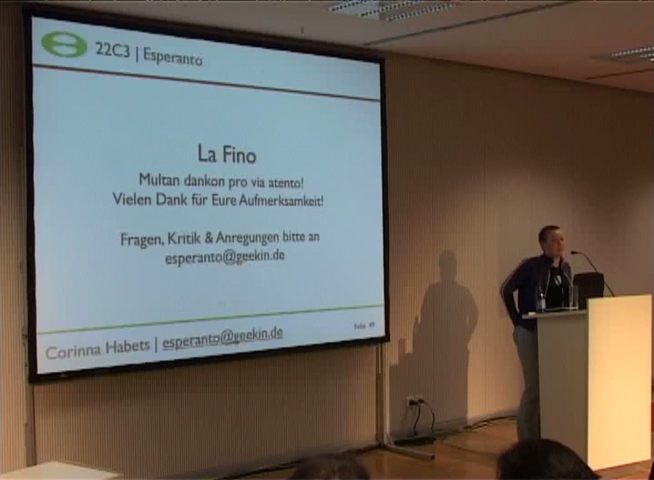 22C3 | Esperanto
La Fino
Multan dankon pro via atento!
Vielen Dank für Eure Aufmerksamkeit!
Fragen, Kritik & Anregungen bitte an
esperanto@geekin.de
Corinna Habets | esperanto@geekin.de